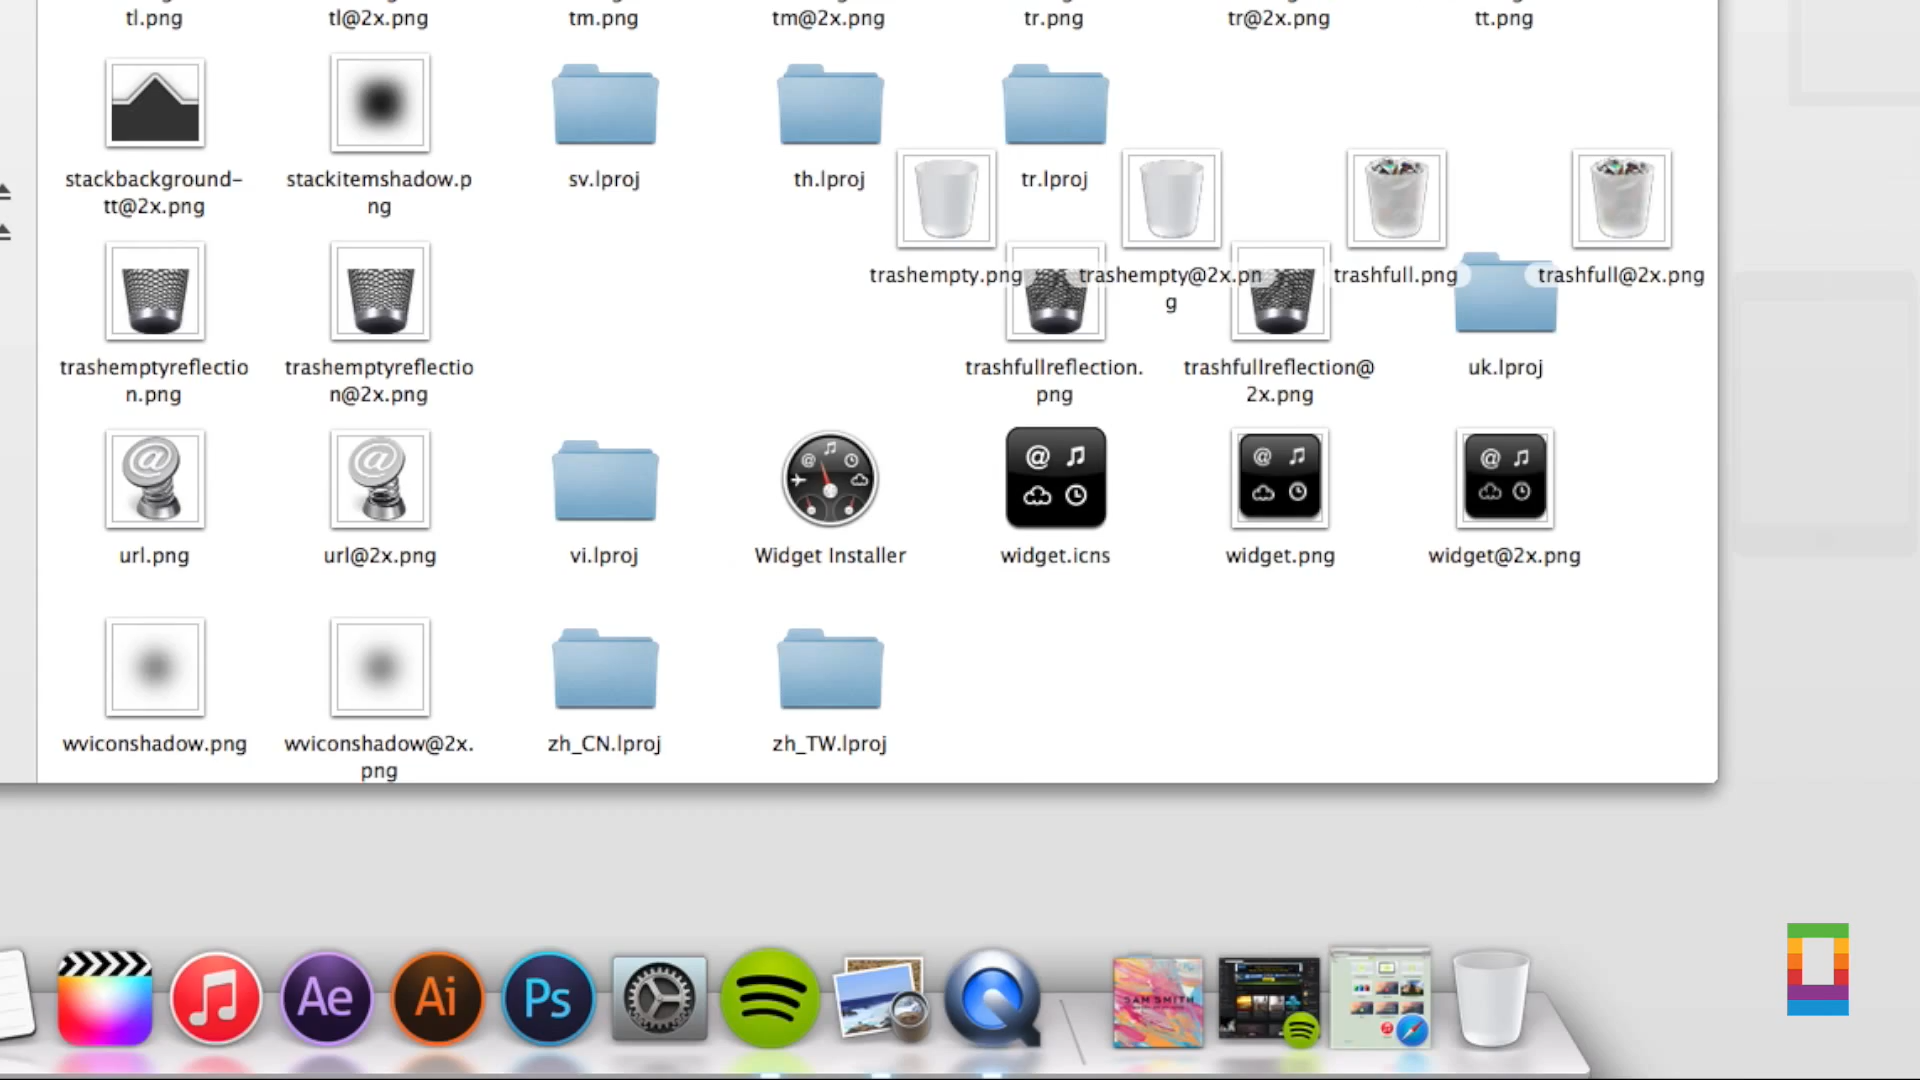 tl.png
tl@2x.png
tm.png
tm@2x.png
tr.png
tr@2x.png
tt.png
stackbackground-
tt@2x.png
stackitemshadow.p
ng
sv.lproj
th.lproj
tr.lproj
trashempty.png
trashempty@2x.pn
g
trashfull.png
trashfull@2x.png
trashemptyreflectio
n.png
trashemptyreflectio
n@2x.png
trashfullreflection.
png
trashfullreflection@
2x.png
uk.lproj
url.png
url@2x.png
vi.lproj
Widget Installer
widget.icns
widget.png
widget@2x.png
wviconshadow.png
wviconshadow@2x.
png
zh_CN.lproj
zh_TW.lproj
Ae
Ai
Ps
SAM SMITH